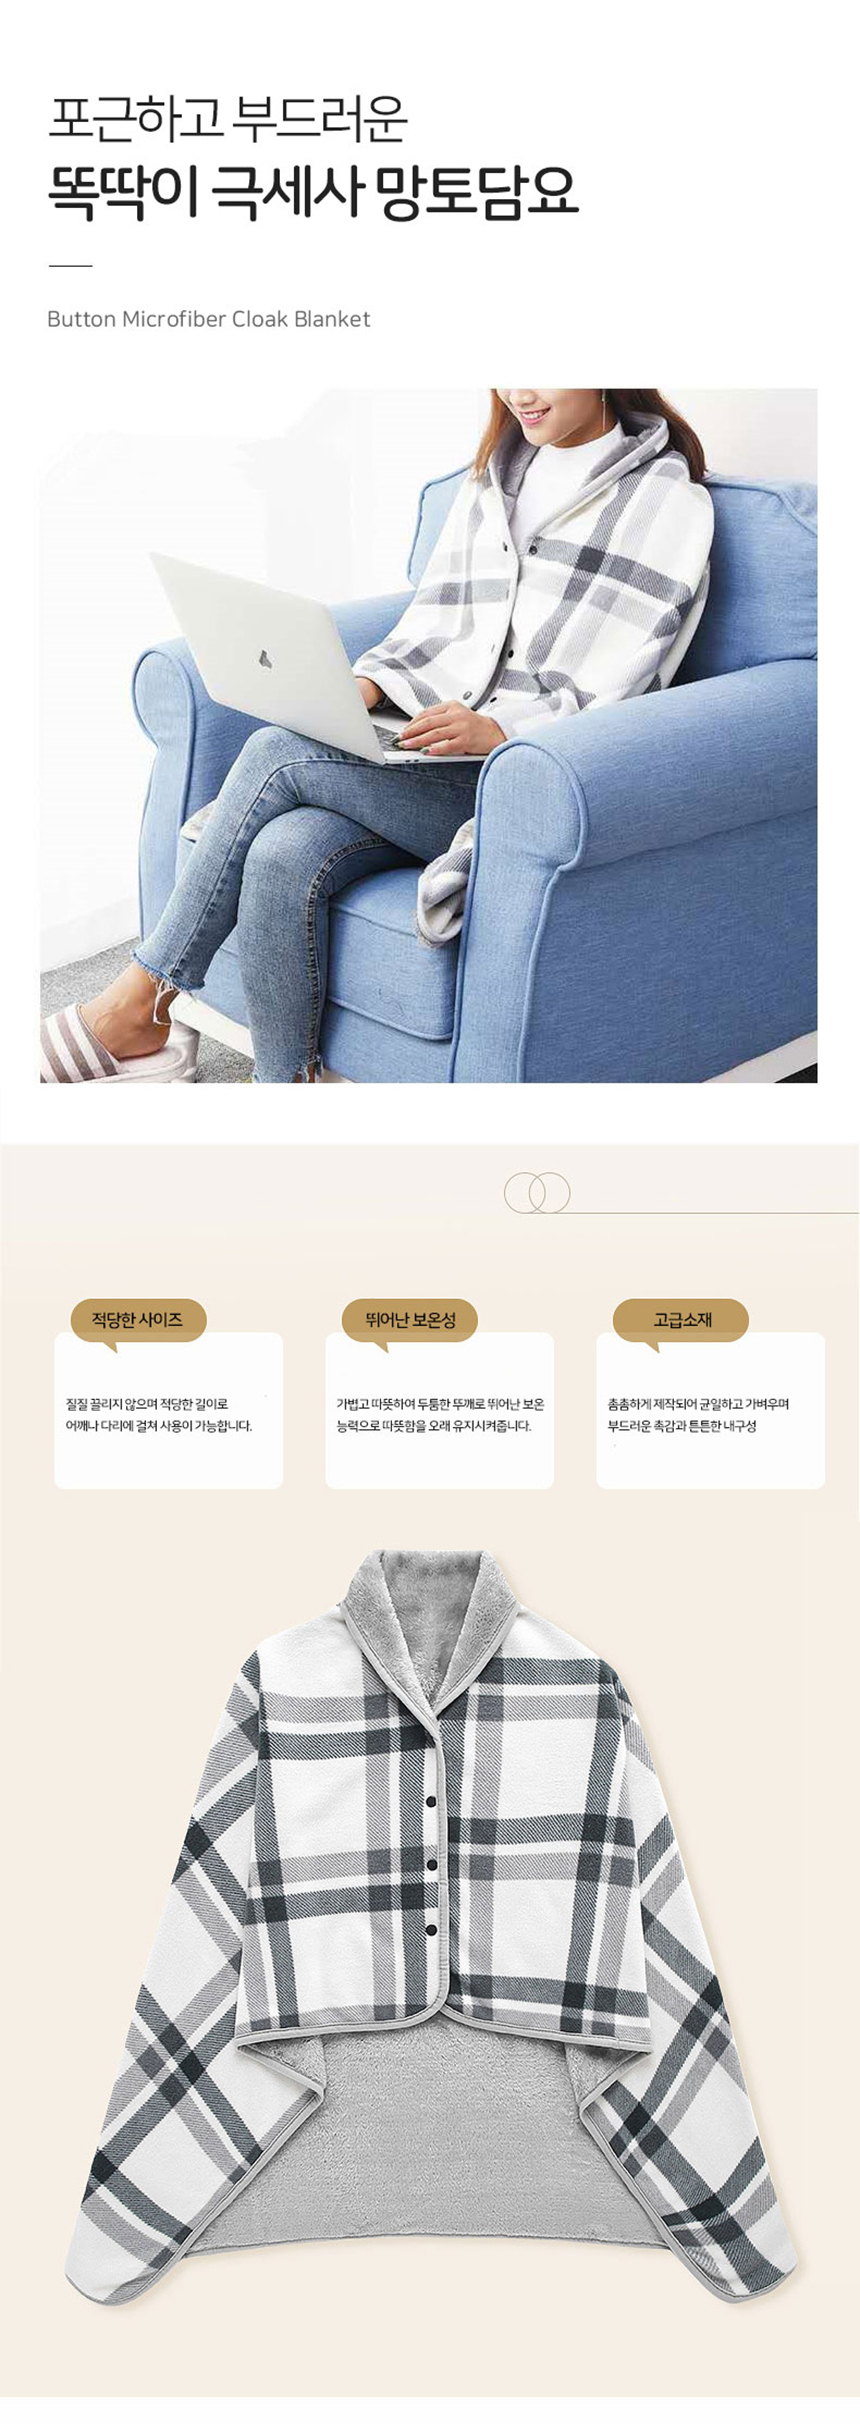 포근하고 부드러운
똑딱이 극세사 망토담요
Button Microfiber Cloak Blanket
적당한 사이즈
질질 끌리지 않으며 적당한 길이로
어깨나 다리에 걸쳐 사용이 가능합니다.
뛰어난 보온성
가볍고 따뜻하여 두툼한 뚜깨로 뛰어난 보온
능력으로 따뜻함을 오래 유지시켜줍니다.
고급소재
촘촘하게 제작되어 균일하고 가벼우며
부드러운 촉감과 튼튼한 내구성